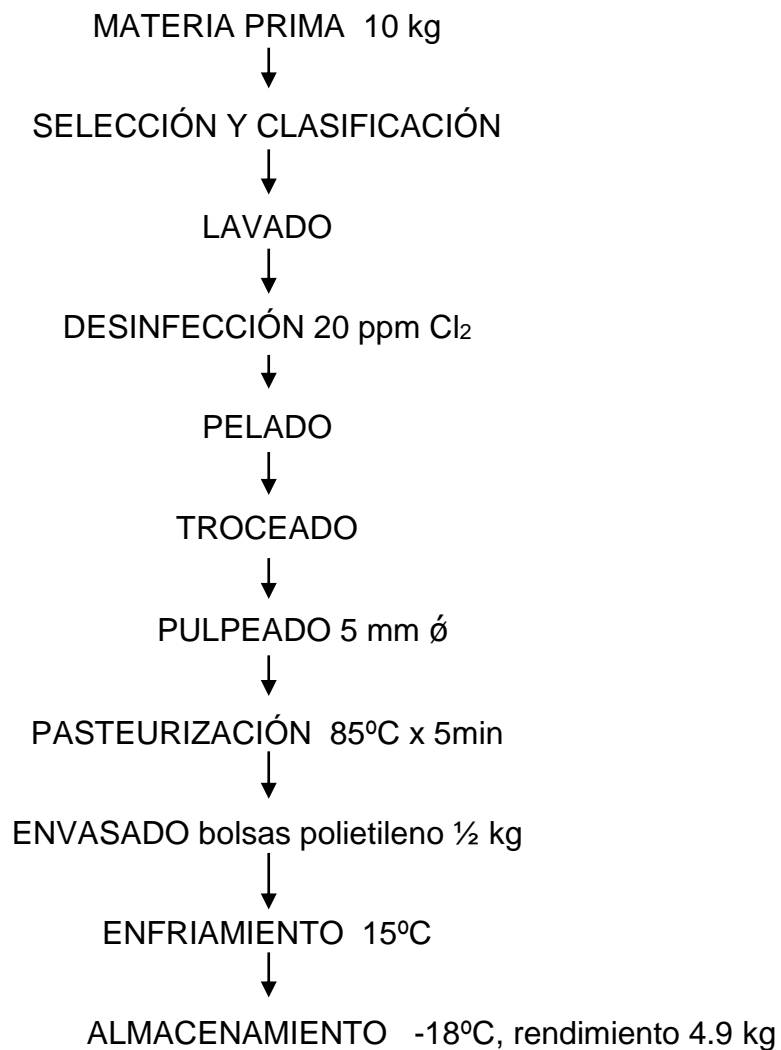 MATERIA PRIMA 10 kg
SELECCIÓN Y CLASIFICACIÓN
LAVADO
DESINFECCIÓN 20 ppm Cl₂
PELADO
TROCEADO
PULPEADO 5 mm ǿ
PASTEURIZACIÓN 85ºC x 5min
ENVASADO bolsas polietileno ½ kg
ENFRIAMIENTO 15ºC
ALMACENAMIENTO -18ºC, rendimiento 4.9 kg